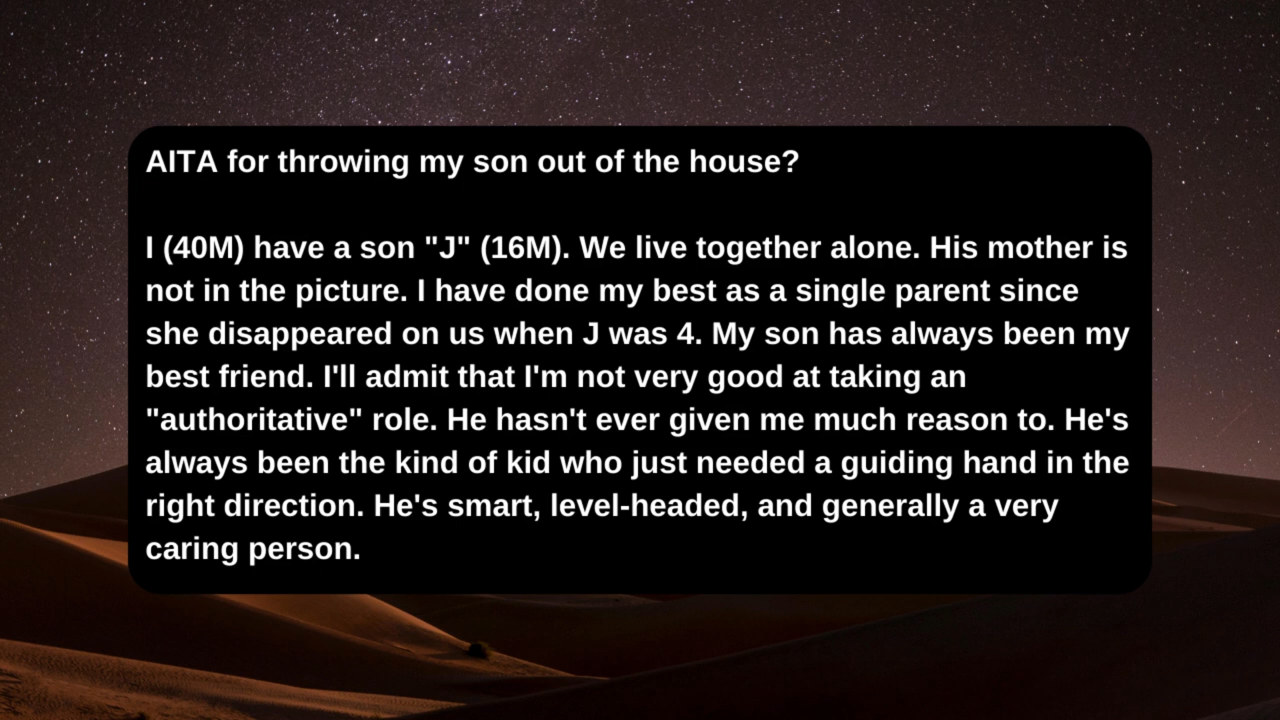 AITA for throwing my son out of the house?
I (40M) have a son "J" (16M). We live together alone. His mother is
not in the picture. I have done my best as a single parent since
she disappeared on us when J was 4. My son has always been my
best friend. I'll admit that I'm not very good at taking an
"authoritative" role. He hasn't ever given me much reason to. He's
always been the kind of kid who just needed a guiding hand in the
right direction. He's smart, level-headed, and generally a very
caring person.